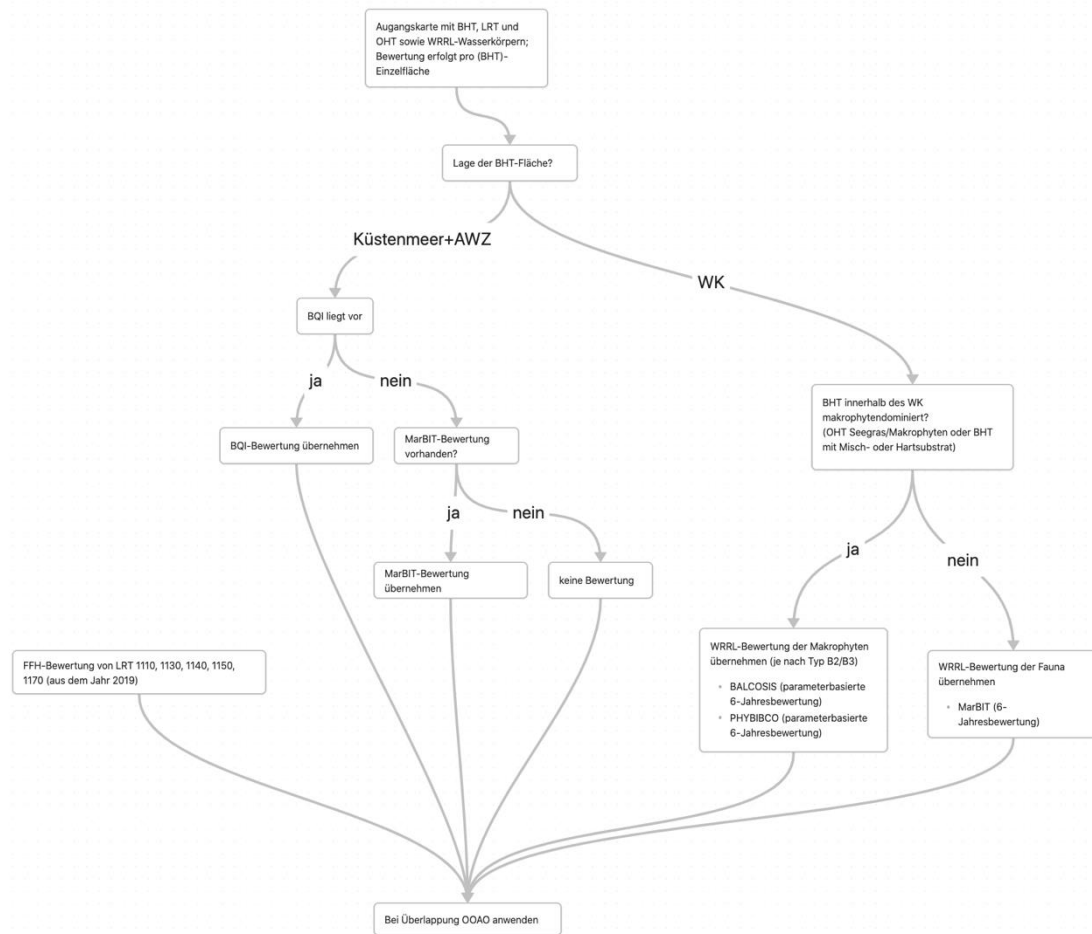 Augangskarte mit BHT, LRT und
OHT sowie WRRL-Wasserkörpern;
Bewertung erfolgt pro (BHT)-
Einzelfläche
Lage der BHT-Fläche?
Küstenmeer+AWZ
WK
BQI liegt vor
ja
nein
BHT innerhalb des WK
makrophytendominiert?
(OHT Seegras/Makrophyten oder BHT
mit Misch- oder Hartsubstrat)
BQI-Bewertung übernehmen
MarBIT-Bewertung
vorhanden?
ja
nein
ja
nein
MarBIT-Bewertung
übernehmen
keine Bewertung
FFH-Bewertung von LRT 1110, 1130, 1140, 1150,
1170 (aus dem Jahr 2019)
WRRL-Bewertung der Makrophyten
übernehmen (je nach Typ B2/B3)
• BALCOSIS (parameterbasierte
6-Jahresbewertung)
• PHYBIBCO (parameterbasierte
6-Jahresbewertung)
WRRL-Bewertung der Fauna
übernehmen
• MarBIT (6-
Jahresbewertung)
Bei Überlappung OOAO anwenden